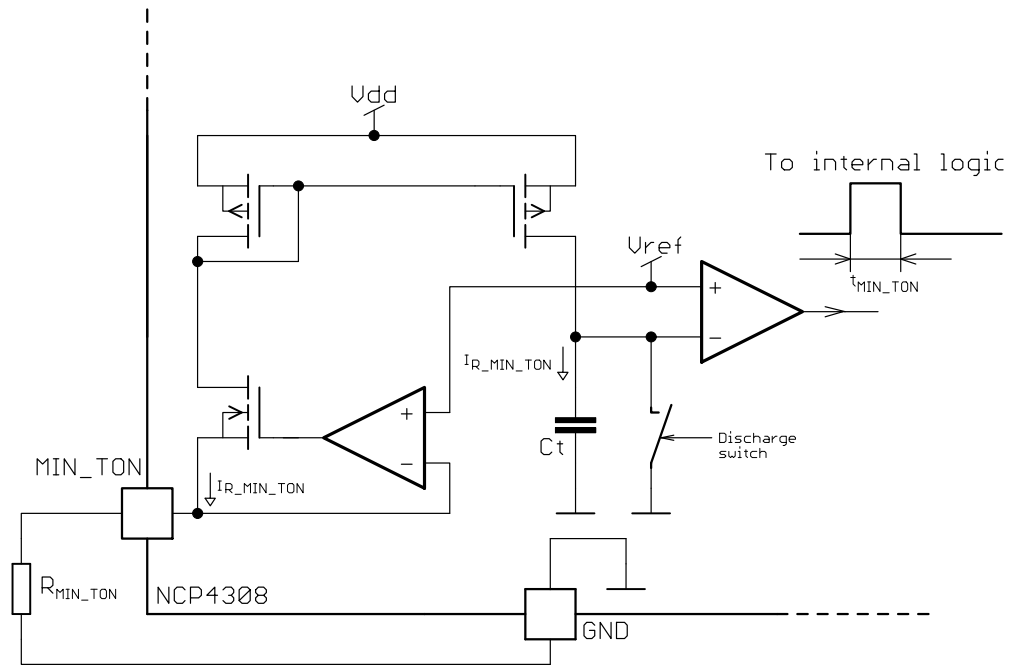 Vdd
To internal logic
Vref
+
tMIN_TON
−
IR_MIN_TON
+
Ct
Discharge
switch
−
MIN_TON
IR_MIN_TON
RMIN_TON
NCP4308
GND